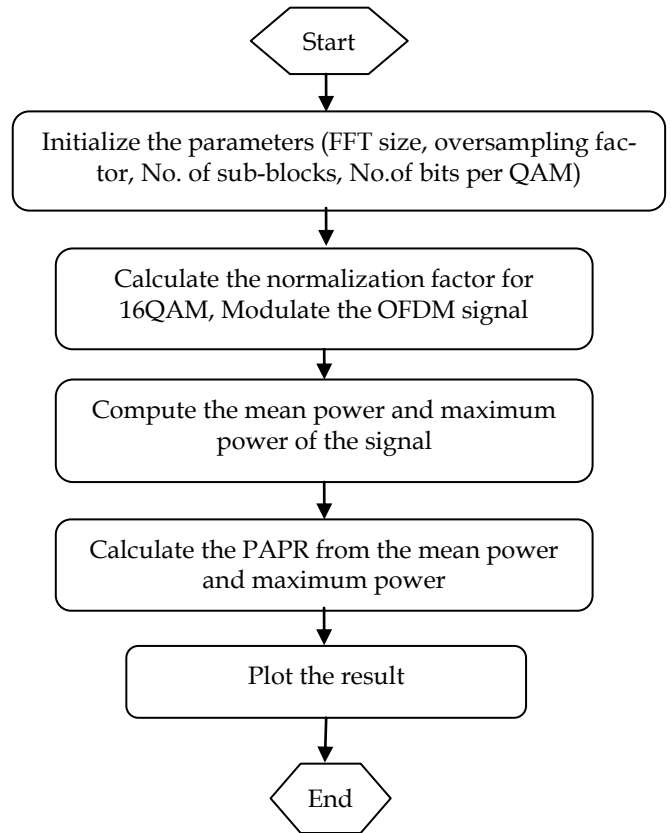 Start
Initialize the parameters (FFT size, oversampling fac-
tor, No. of sub-blocks, No.of bits per QAM)
Calculate the normalization factor for
16QAM, Modulate the OFDM signal
Compute the mean power and maximum
power of the signal
Calculate the PAPR from the mean power
and maximum power
Plot the result
End